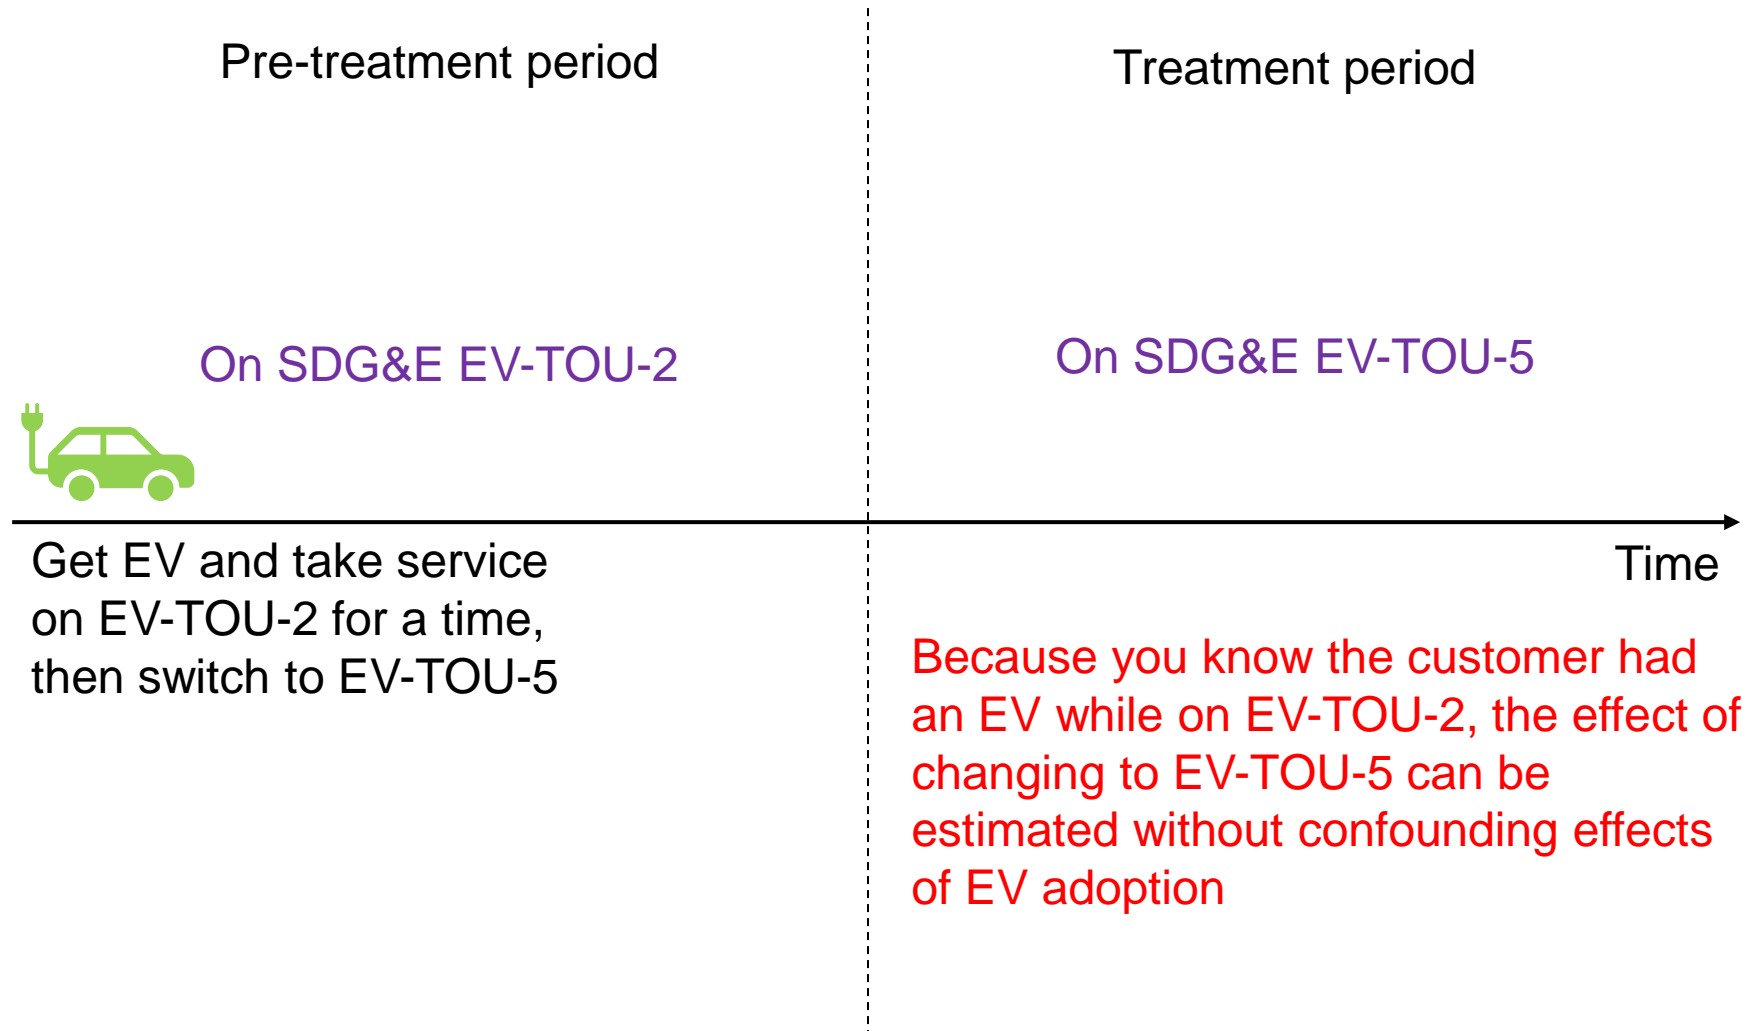 Pre-treatment period
Treatment period
On SDG&E EV-TOU-2
On SDG&E EV-TOU-5
Get EV and take service
on EV-TOU-2 for a time,
then switch to EV-TOU-5
Time
Because you know the customer had
an EV while on EV-TOU-2, the effect of
changing to EV-TOU-5 can be
estimated without confounding effects
of EV adoption